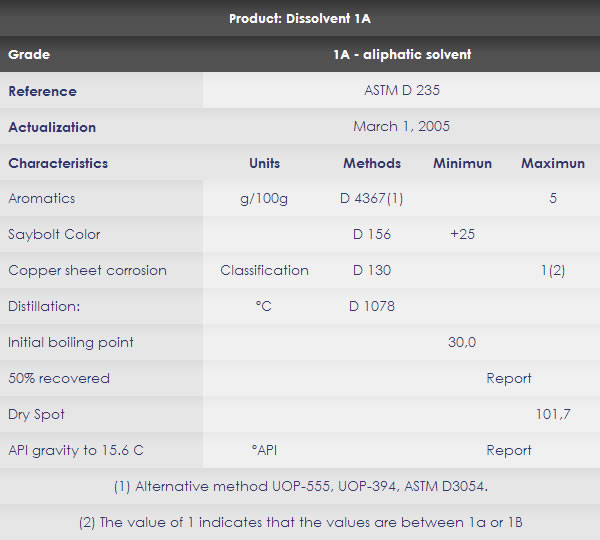 Product: Dissolvent 1A
Grade 1A - aliphatic solvent
Reference ASTM D 235
Actualization March 1, 2005
Characteristics Units Methods Minimun Maximun
Aromatics g/100g D 4367(1) 5
Saybolt Color D 156 +25
Copper sheet corrosion Classification D 130 1(2)
Distillation: °C D 1078
Initial boiling point 30,0
50% recovered Report
Dry Spot 101,7
API gravity to 15.6 C °API Report
(1) Alternative method UOP-555, UOP-394, ASTM D3054.
(2) The value of 1 indicates that the values are between 1a or 1B